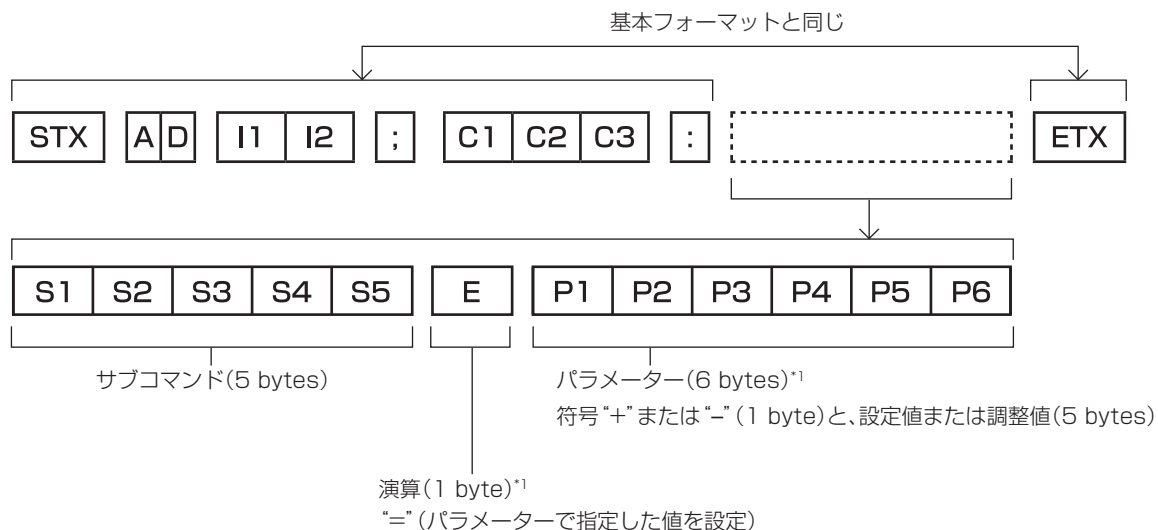 基本フォーマットと同じ
STX A D I1 I2 ; C1 C2 C3 : ETX
S1 S2 S3 S4 S5 E P1 P2 P3 P4 P5 P6
サブコマンド(5 bytes)
パラメーター(6 bytes)*1
符号“+”または“–”(1 byte)と、設定値または調整値(5 bytes)
演算(1 byte)*1
“=”(パラメーターで指定した値を設定)